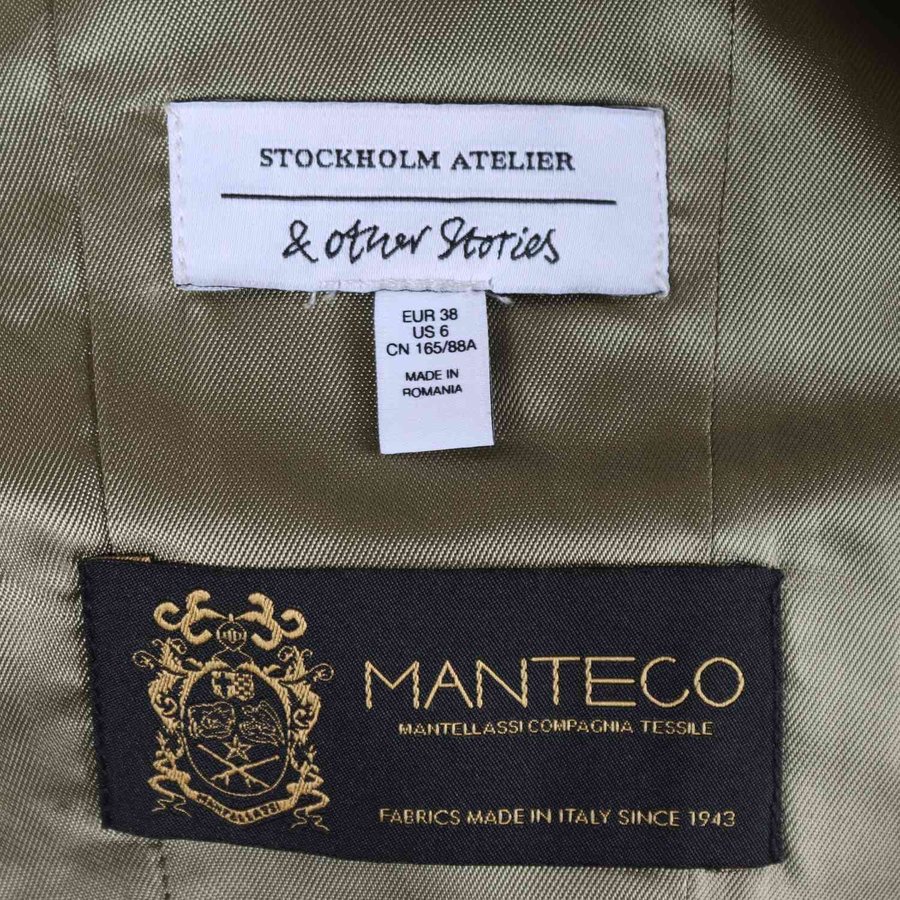 STOCKHOLM ATELIER
& other Stories
EUR 38
US 6
CN 165/88A
MADE IN
ROMANIA
MANTECO
MANTELLASSI COMPAGNIA TESSILE
MANTELLASSI
FABRICS MADE IN ITALY SINCE 1943